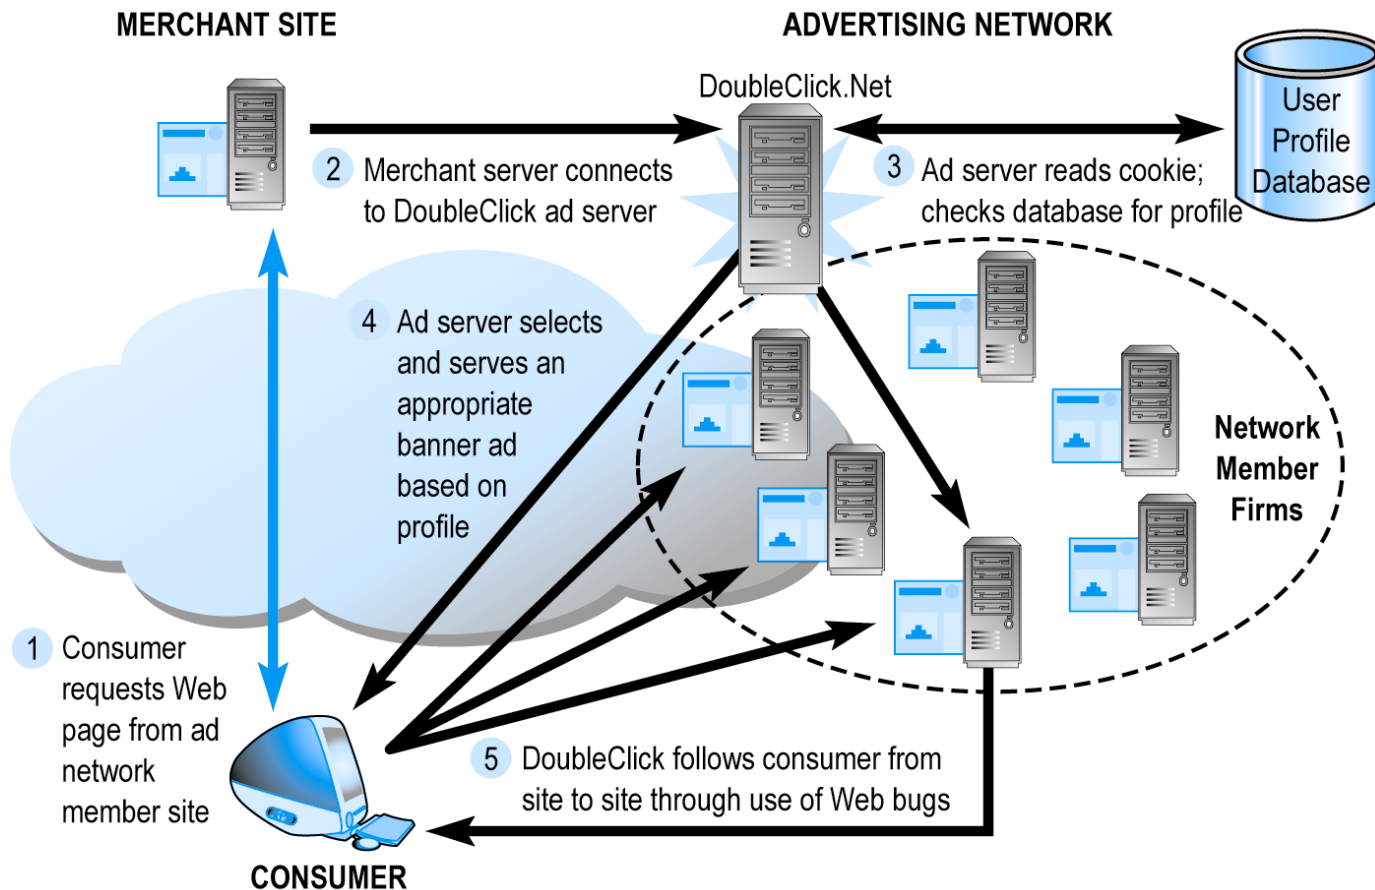 MERCHANT SITE
ADVERTISING NETWORK
DoubleClick.Net
User
Profile
Database
2 Merchant server connects
to DoubleClick ad server
3 Ad server reads cookie;
checks database for profile
4 Ad server selects
and serves an
appropriate
banner ad
based on
profile
Network
Member
Firms
1 Consumer
requests Web
page from ad
network
member site
5 DoubleClick follows consumer from
site to site through use of Web bugs
CONSUMER